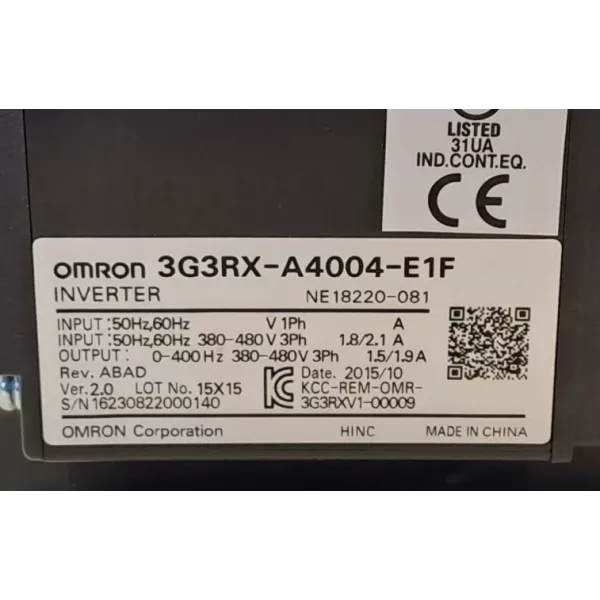 LISTED
31UA
IND.CONT.EQ.
CE
OMRON 3G3RX-A4004-E1F
INVERTER NE18220-081
INPUT:50Hz,60Hz V 1Ph A
INPUT:50Hz,60Hz 380-480V 3Ph 1.8/2.1 A
OUTPUT: 0-400Hz 380-480V 3Ph 1.5/1.9 A
Rev. ABAD Date. 2015/10
Ver.2.0 LOT No. 15X15 KCC-REM-OMR-
S/N 16230822000140 3G3RXV1-00009
OMRON Corporation HINC MADE IN CHINA